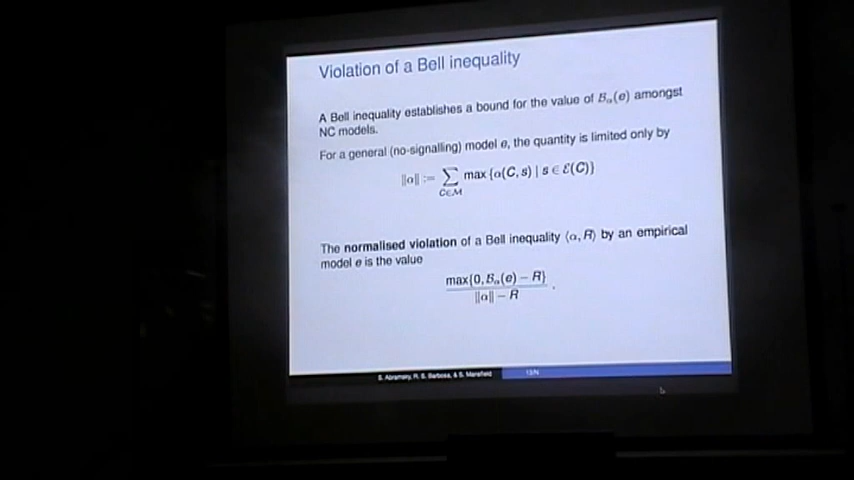 Violation of a Bell inequality
A Bell inequality establishes a bound for the value of ℬ_α(e) amongst
NC models.
For a general (no-signalling) model e, the quantity is limited only by
‖α‖ := ∑_{C∈ℳ} max {α(C, s) | s ∈ ℰ(C)}
The normalised violation of a Bell inequality ⟨α, R⟩ by an empirical
model e is the value
max{0, ℬ_α(e) − R}
‖α‖ − R .
S. Abramsky, R. S. Barbosa, & S. Mansfield